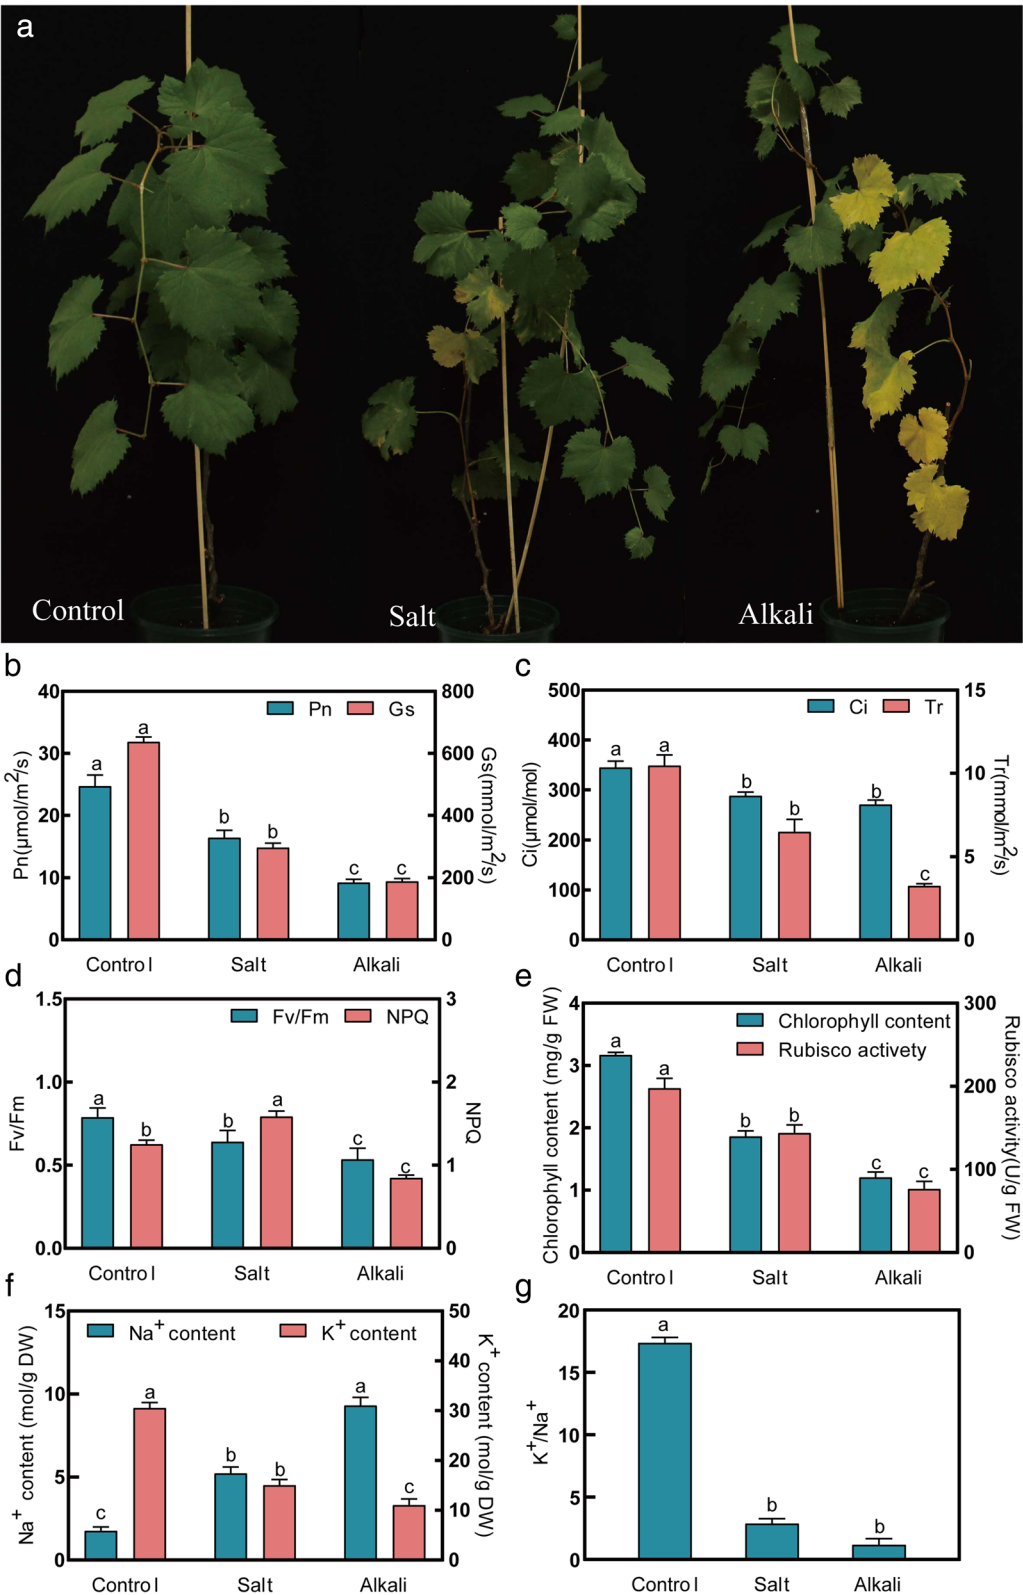 a
Control
Salt
Alkali
b
Pn
Gs
Pn(μmol/m²/s)
Gs(mmol/m²/s)
40
30
20
10
0
800
600
400
200
0
a
a
b
b
c
c
Control
Salt
Alkali
c
Ci
Tr
Ci(μmol/mol)
Tr(mmol/m²/s)
500
400
300
200
100
0
15
10
5
0
a
a
b
b
b
c
Control
Salt
Alkali
d
Fv/Fm
NPQ
Fv/Fm
NPQ
1.5
1.0
0.5
0.0
3
2
1
0
a
b
b
a
c
c
Control
Salt
Alkali
e
Chlorophyll content
Rubisco activety
Chlorophyll content (mg/g FW)
Rubisco activity(U/g FW)
4
3
2
1
0
300
200
100
0
a
a
b
b
c
c
Control
Salt
Alkali
f
Na⁺ content
K⁺ content
Na⁺ content (mol/g DW)
K⁺ content (mol/g DW)
15
10
5
0
50
40
30
20
10
0
c
a
b
b
a
c
Control
Salt
Alkali
g
K⁺/Na⁺
20
15
10
5
0
a
b
b
Control
Salt
Alkali